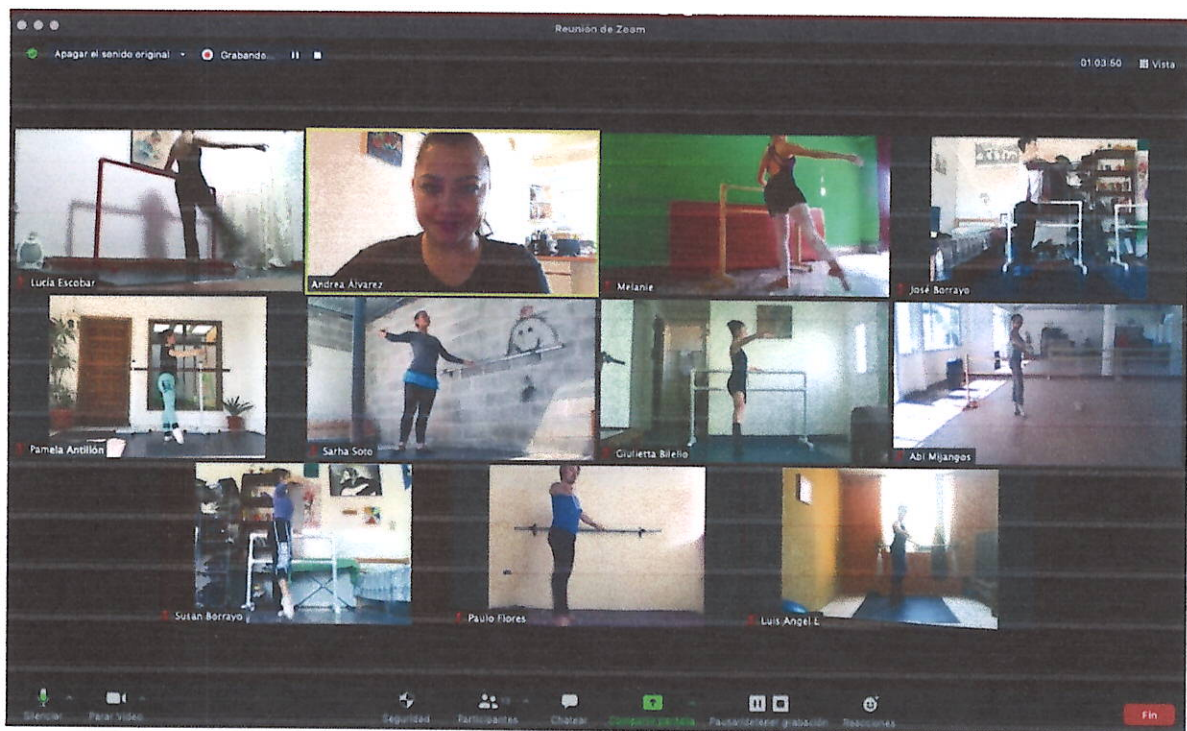 Reunión de Zoom
Apagar el sonido original
Grabando...
01:03:50
Vista
Lucía Escobar
Andrea Álvarez
Melanie
José Borrayo
Pamela Antillón
Sarha Soto
Giulietta Bilello
Abi Mijangos
Susan Borrayo
Paulo Flores
Luis Angel L
Silenciar
Parar Video
Seguridad
Participantes
Chatear
Compartir pantalla
Pausar/detener grabación
Reacciones
Fin